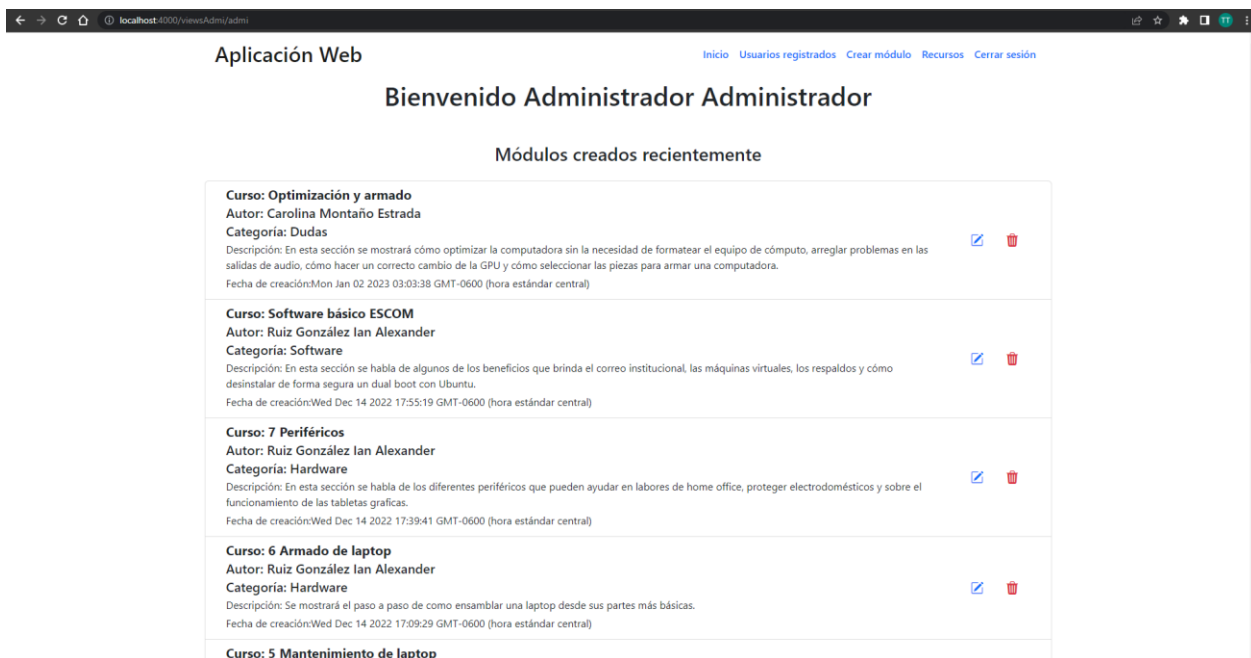 localhost:4000/viewsAdmi/admi
TT
Aplicación Web
Inicio Usuarios registrados Crear módulo Recursos Cerrar sesión
Bienvenido Administrador Administrador
Módulos creados recientemente
Curso: Optimización y armado
Autor: Carolina Montaño Estrada
Categoría: Dudas
Descripción: En esta sección se mostrará cómo optimizar la computadora sin la necesidad de formatear el equipo de cómputo, arreglar problemas en las
salidas de audio, cómo hacer un correcto cambio de la GPU y cómo seleccionar las piezas para armar una computadora.
Fecha de creación:Mon Jan 02 2023 03:03:38 GMT-0600 (hora estándar central)
Curso: Software básico ESCOM
Autor: Ruiz González Ian Alexander
Categoría: Software
Descripción: En esta sección se habla de algunos de los beneficios que brinda el correo institucional, las máquinas virtuales, los respaldos y cómo
desinstalar de forma segura un dual boot con Ubuntu.
Fecha de creación:Wed Dec 14 2022 17:55:19 GMT-0600 (hora estándar central)
Curso: 7 Periféricos
Autor: Ruiz González Ian Alexander
Categoría: Hardware
Descripción: En esta sección se habla de los diferentes periféricos que pueden ayudar en labores de home office, proteger electrodomésticos y sobre el
funcionamiento de las tabletas graficas.
Fecha de creación:Wed Dec 14 2022 17:39:41 GMT-0600 (hora estándar central)
Curso: 6 Armado de laptop
Autor: Ruiz González Ian Alexander
Categoría: Hardware
Descripción: Se mostrará el paso a paso de como ensamblar una laptop desde sus partes más básicas.
Fecha de creación:Wed Dec 14 2022 17:09:29 GMT-0600 (hora estándar central)
Curso: 5 Mantenimiento de laptop